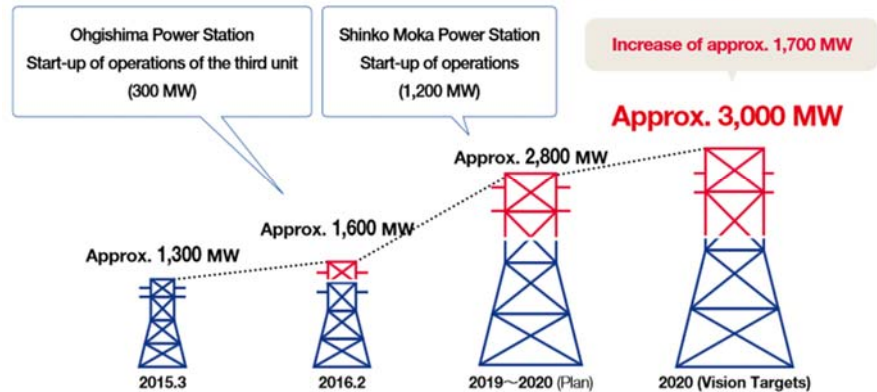 Ohgishima Power Station
Start-up of operations of the third unit
(300 MW)
Shinko Moka Power Station
Start-up of operations
(1,200 MW)
Increase of approx. 1,700 MW
Approx. 3,000 MW
Approx. 2,800 MW
Approx. 1,600 MW
Approx. 1,300 MW
2015.3
2016.2
2019～2020 (Plan)
2020 (Vision Targets)